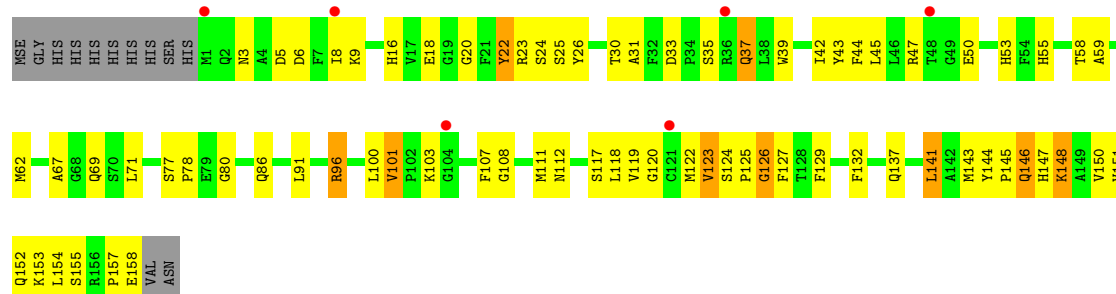 MSE GLY HIS HIS HIS HIS HIS HIS SER HIS M1 Q2 N3 A4 D5 D6 F7 I8 K9 H16 V17 E18 G19 G20 F21 Y22 R23 S24 S25 Y26 T30 A31 F32 D33 P34 S35 R36 Q37 L38 W39 I42 Y43 F44 L45 L46 R47 T48 G49 E50 H53 F54 H55 T58 A59
M62 A67 G68 Q69 S70 L71 S77 P78 E79 G80 Q86 L91 R96 L100 V101 P102 K103 G104 F107 G108 M111 N112 S117 L118 V119 G120 C121 M122 V123 S124 P125 G126 F127 T128 F129 F132 Q137 L141 A142 M143 Y144 P145 Q146 H147 K148 A149 V150
Q152 K153 L154 S155 R156 P157 E158 VAL ASN